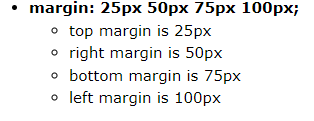 margin: 25px 50px 75px 100px;
top margin is 25px
right margin is 50px
bottom margin is 75px
left margin is 100px